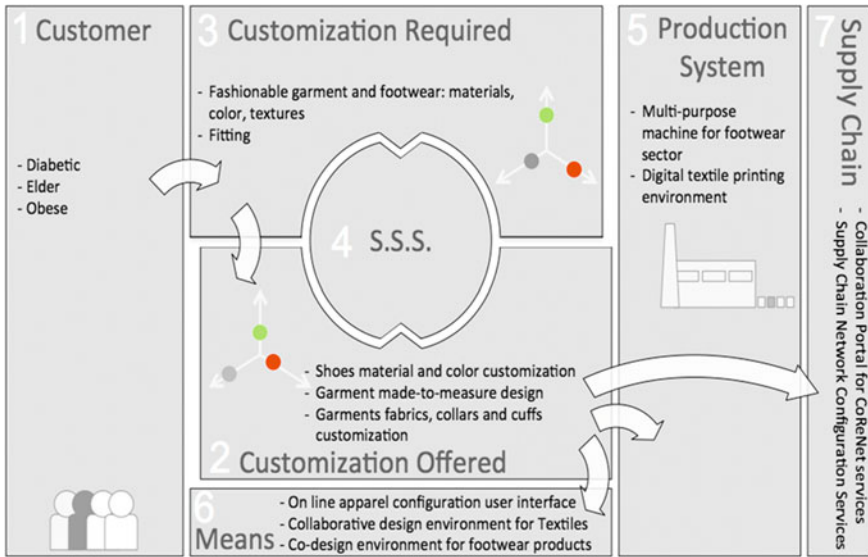 1 Customer
- Diabetic
- Elder
- Obese
3 Customization Required
- Fashionable garment and footwear: materials,
color, textures
- Fitting
4 S.S.S.
- Shoes material and color customization
- Garment made-to-measure design
- Garments fabrics, collars and cuffs
customization
2 Customization Offered
6 Means
- On line apparel configuration user interface
- Collaborative design environment for Textiles
- Co-design environment for footwear products
5 Production
System
- Multi-purpose
machine for footwear
sector
- Digital textile printing
environment
7 Supply Chain
- Collaboration Portal for CoReNet services
- Supply Chain Network Configuration Services